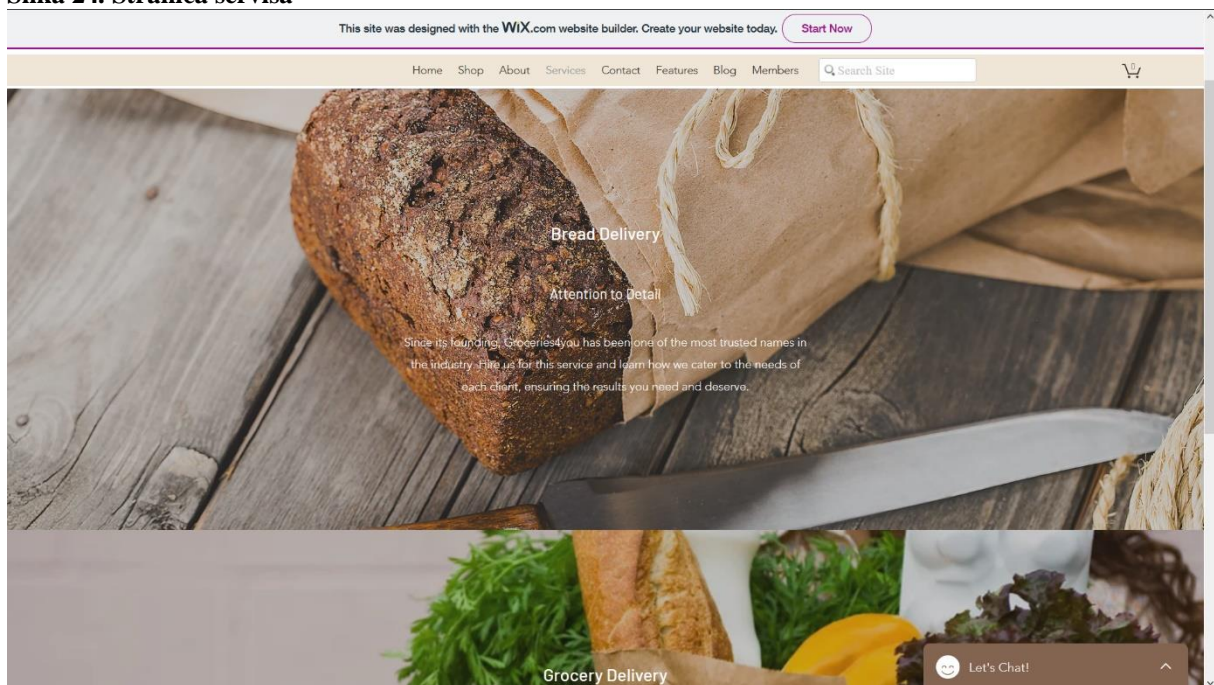 Slika 24. Stranica servisa
This site was designed with the WiX.com website builder. Create your website today. Start Now
Home Shop About Services Contact Features Blog Members Search Site 0
Bread Delivery
Attention to Detail
Since its founding, Groceries4you has been one of the most trusted names in
the industry. Hire us for this service and learn how we cater to the needs of
each client, ensuring the results you need and deserve.
Grocery Delivery
Let's Chat!